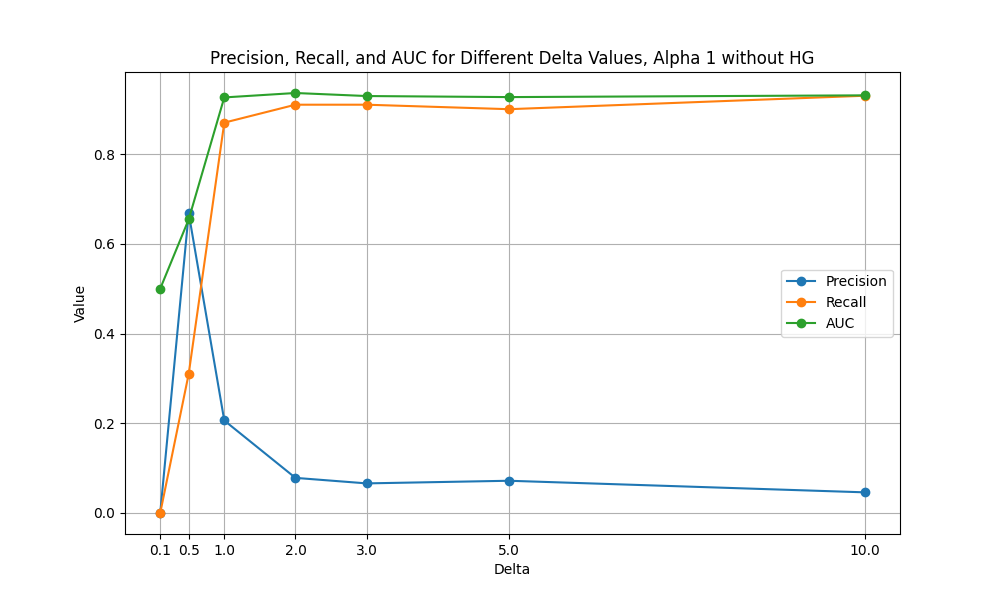 Precision, Recall, and AUC for Different Delta Values, Alpha 1 without HG
Value
0.8
0.6
0.4
0.2
0.0
Precision
Recall
AUC
0.1 0.5 1.0 2.0 3.0 5.0 10.0
Delta